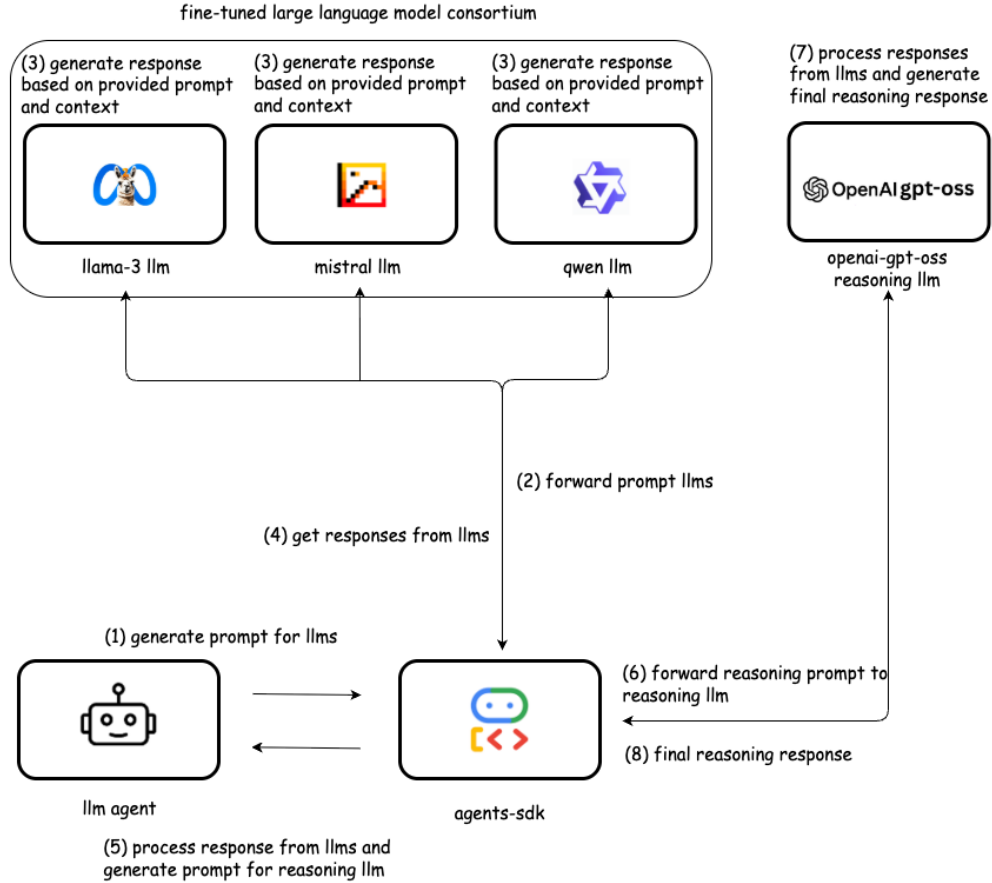 fine-tuned large language model consortium
(3) generate response
based on provided prompt
and context
(3) generate response
based on provided prompt
and context
(3) generate response
based on provided prompt
and context
(7) process responses
from llms and generate
final reasoning response
OpenAI gpt-oss
llama-3 llm
mistral llm
qwen llm
openai-gpt-oss
reasoning llm
(2) forward prompt llms
(4) get responses from llms
(1) generate prompt for llms
(6) forward reasoning prompt to
reasoning llm
(8) final reasoning response
llm agent
agents-sdk
(5) process response from llms and
generate prompt for reasoning llm